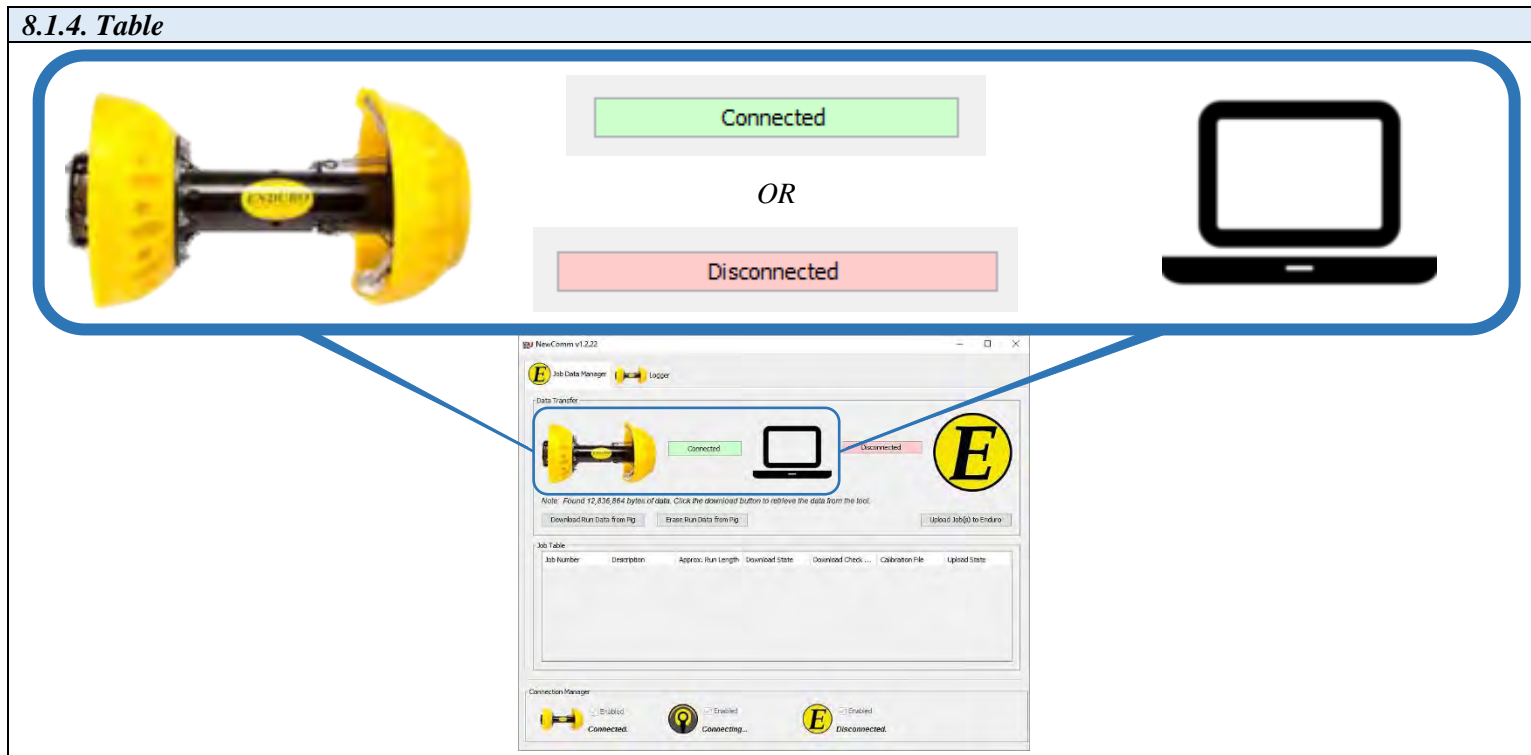 8.1.4. Table
Connected
ENDURO
OR
Disconnected
NewComm v1.2.22
E Job Data Manager Logger
Data Transfer
Connected
Disconnected
E
Note: Found 12,836,864 bytes of data. Click the download button to retrieve the data from the tool.
Download Run Data from Pig Erase Run Data from Pig Upload Job(s) to Enduro
Job Table
Job Number Description Approx. Run Length Download State Download Check ... Calibration File Upload State
Connection Manager
Enabled Enabled E Enabled
Connected. Connecting... Disconnected.